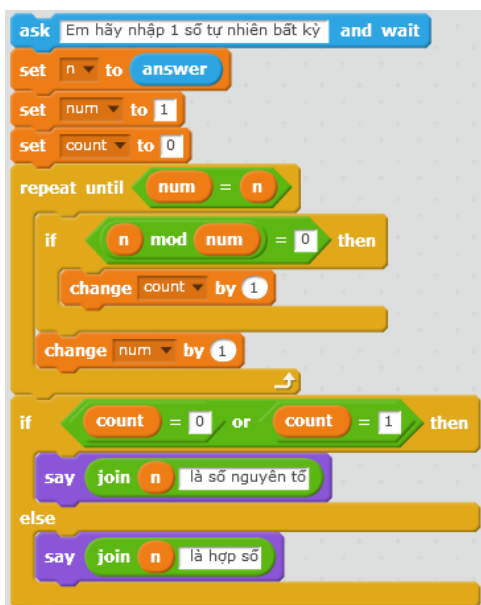 ask Em hãy nhập 1 số tự nhiên bất kỳ and wait
set n to answer
set num to 1
set count to 0
repeat until num = n
if n mod num = 0 then
change count by 1
change num by 1
if count = 0 or count = 1 then
say join n là số nguyên tố
else
say join n là hợp số